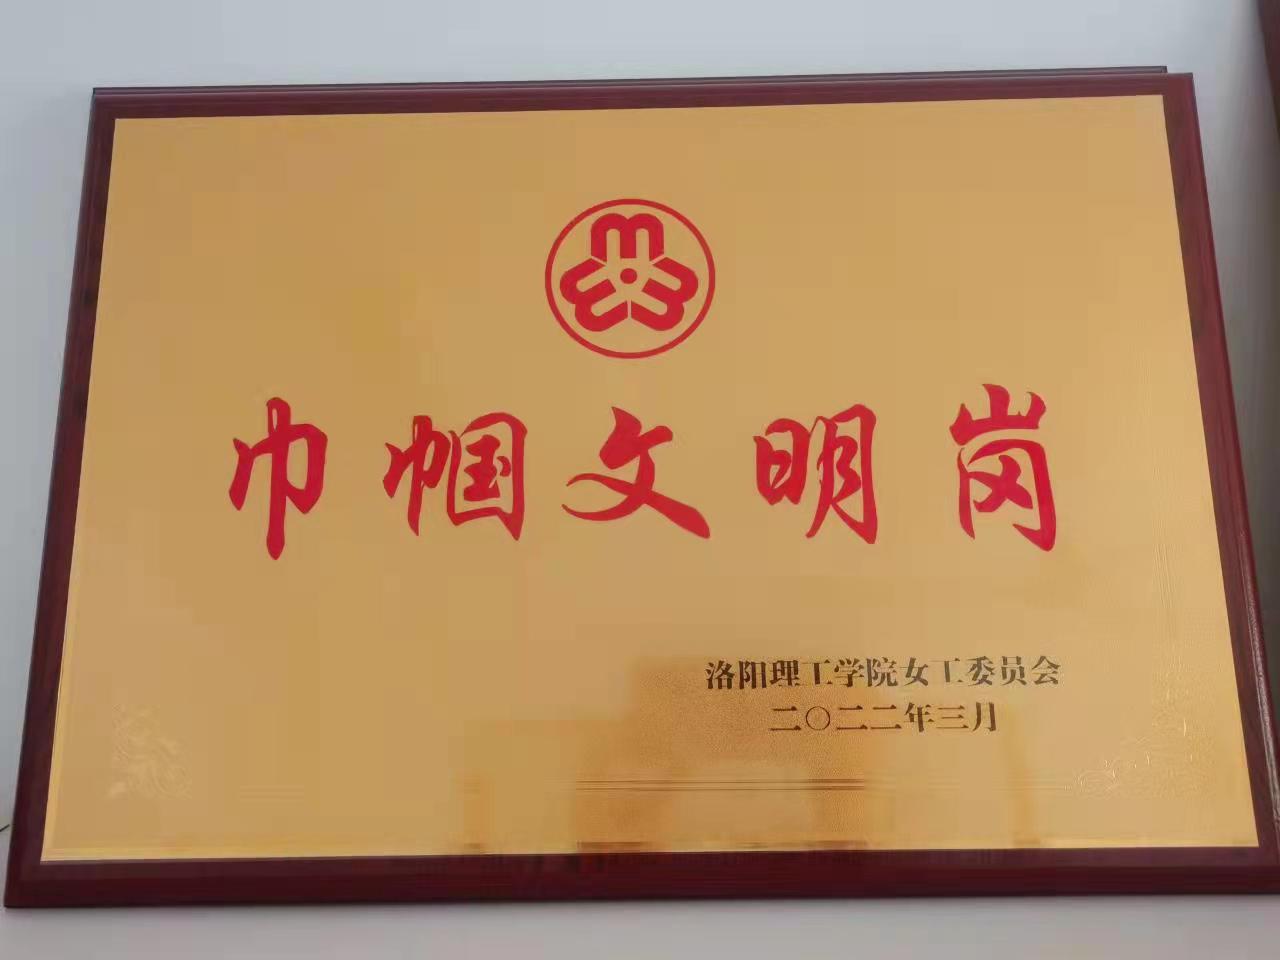 巾帼文明岗
洛阳理工学院女工委员会
二〇二二年三月